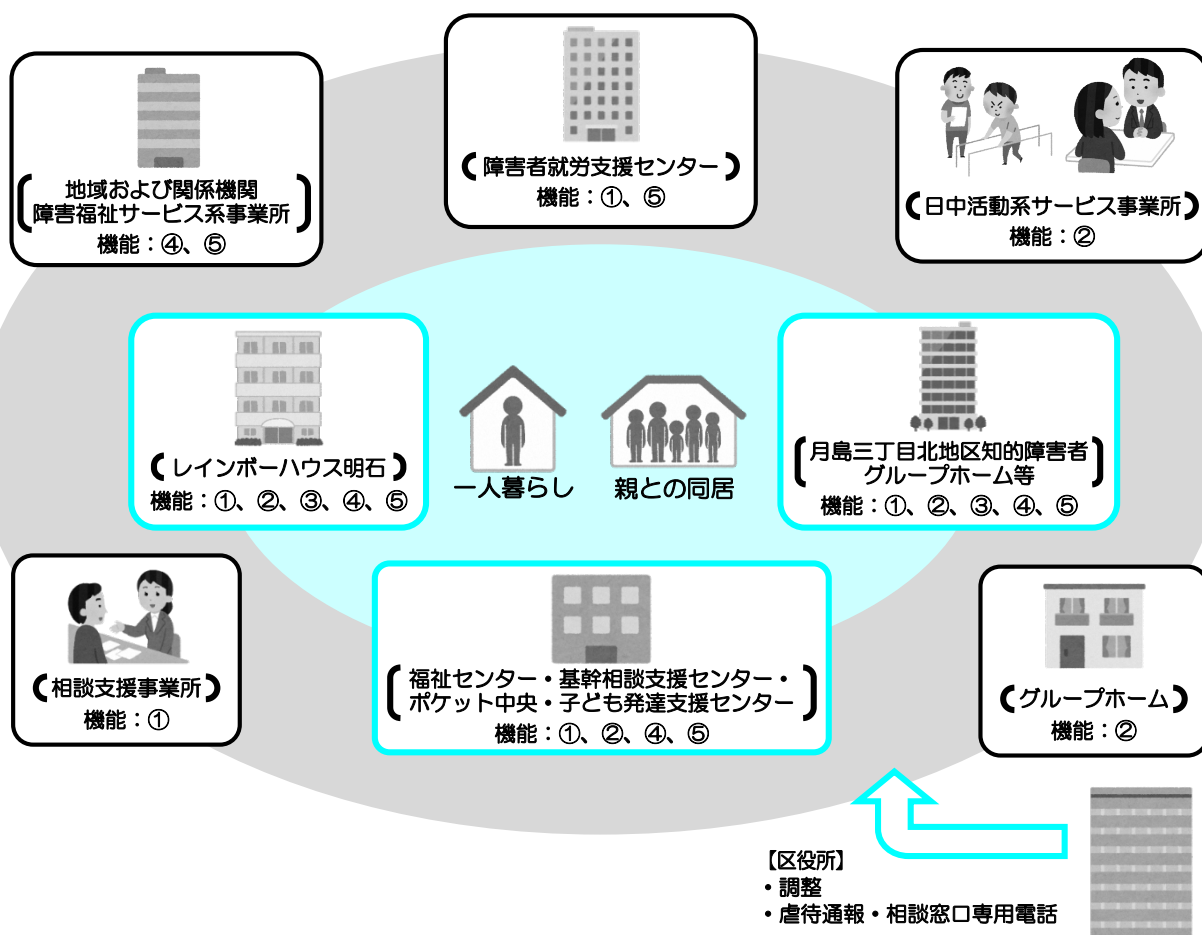 地域および関係機関
障害福祉サービス系事業所
機能：④、⑤
障害者就労支援センター
機能：①、⑤
日中活動系サービス事業所
機能：②
レインボーハウス明石
機能：①、②、③、④、⑤
一人暮らし
親との同居
月島三丁目北地区知的障害者
グループホーム等
機能：①、②、③、④、⑤
相談支援事業所
機能：①
福祉センター・基幹相談支援センター・
ポケット中央・子ども発達支援センター
機能：①、②、④、⑤
グループホーム
機能：②
【区役所】
・調整
・虐待通報・相談窓口専用電話